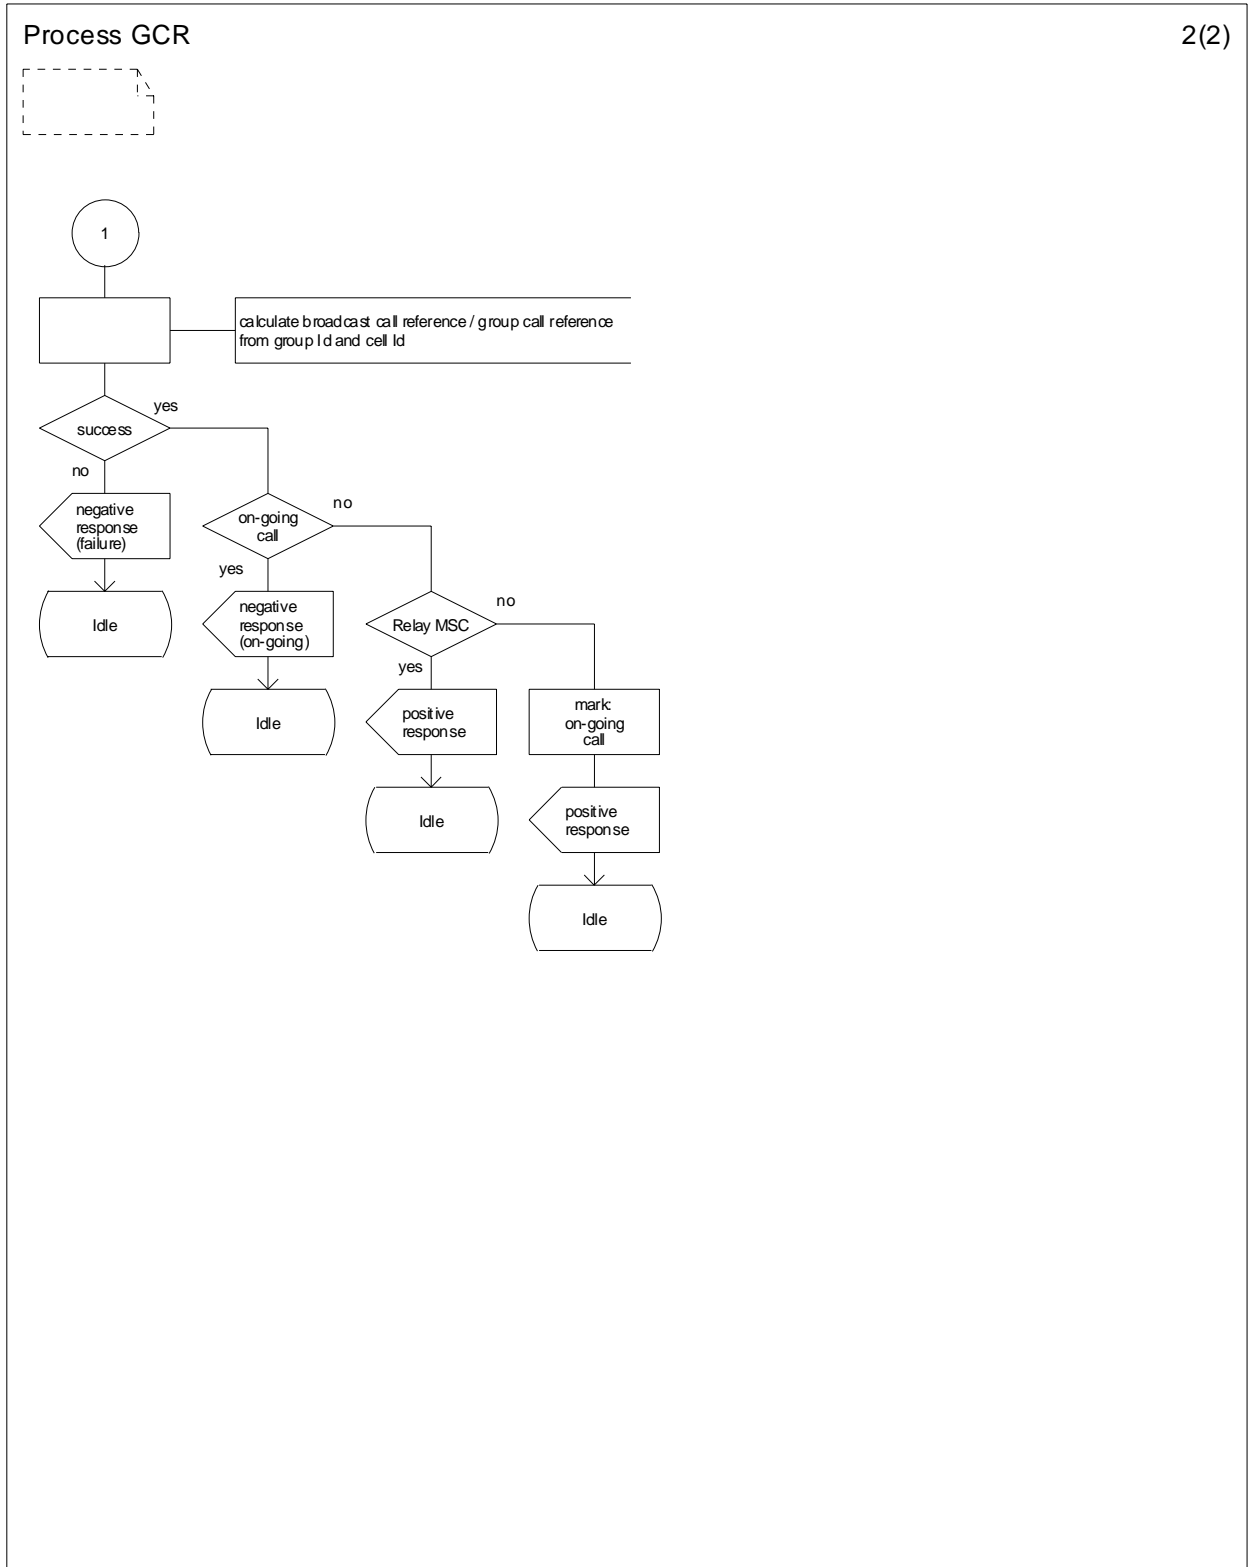 Process GCR
2(2)
1
calculate broadcast call reference / group call reference
from group Id and cell Id
yes
success
no
negative
response
(failure)
Idle
no
on-going
call
yes
negative
response
(on-going)
Idle
no
Relay MSC
yes
positive
response
Idle
mark:
on-going
call
positive
response
Idle